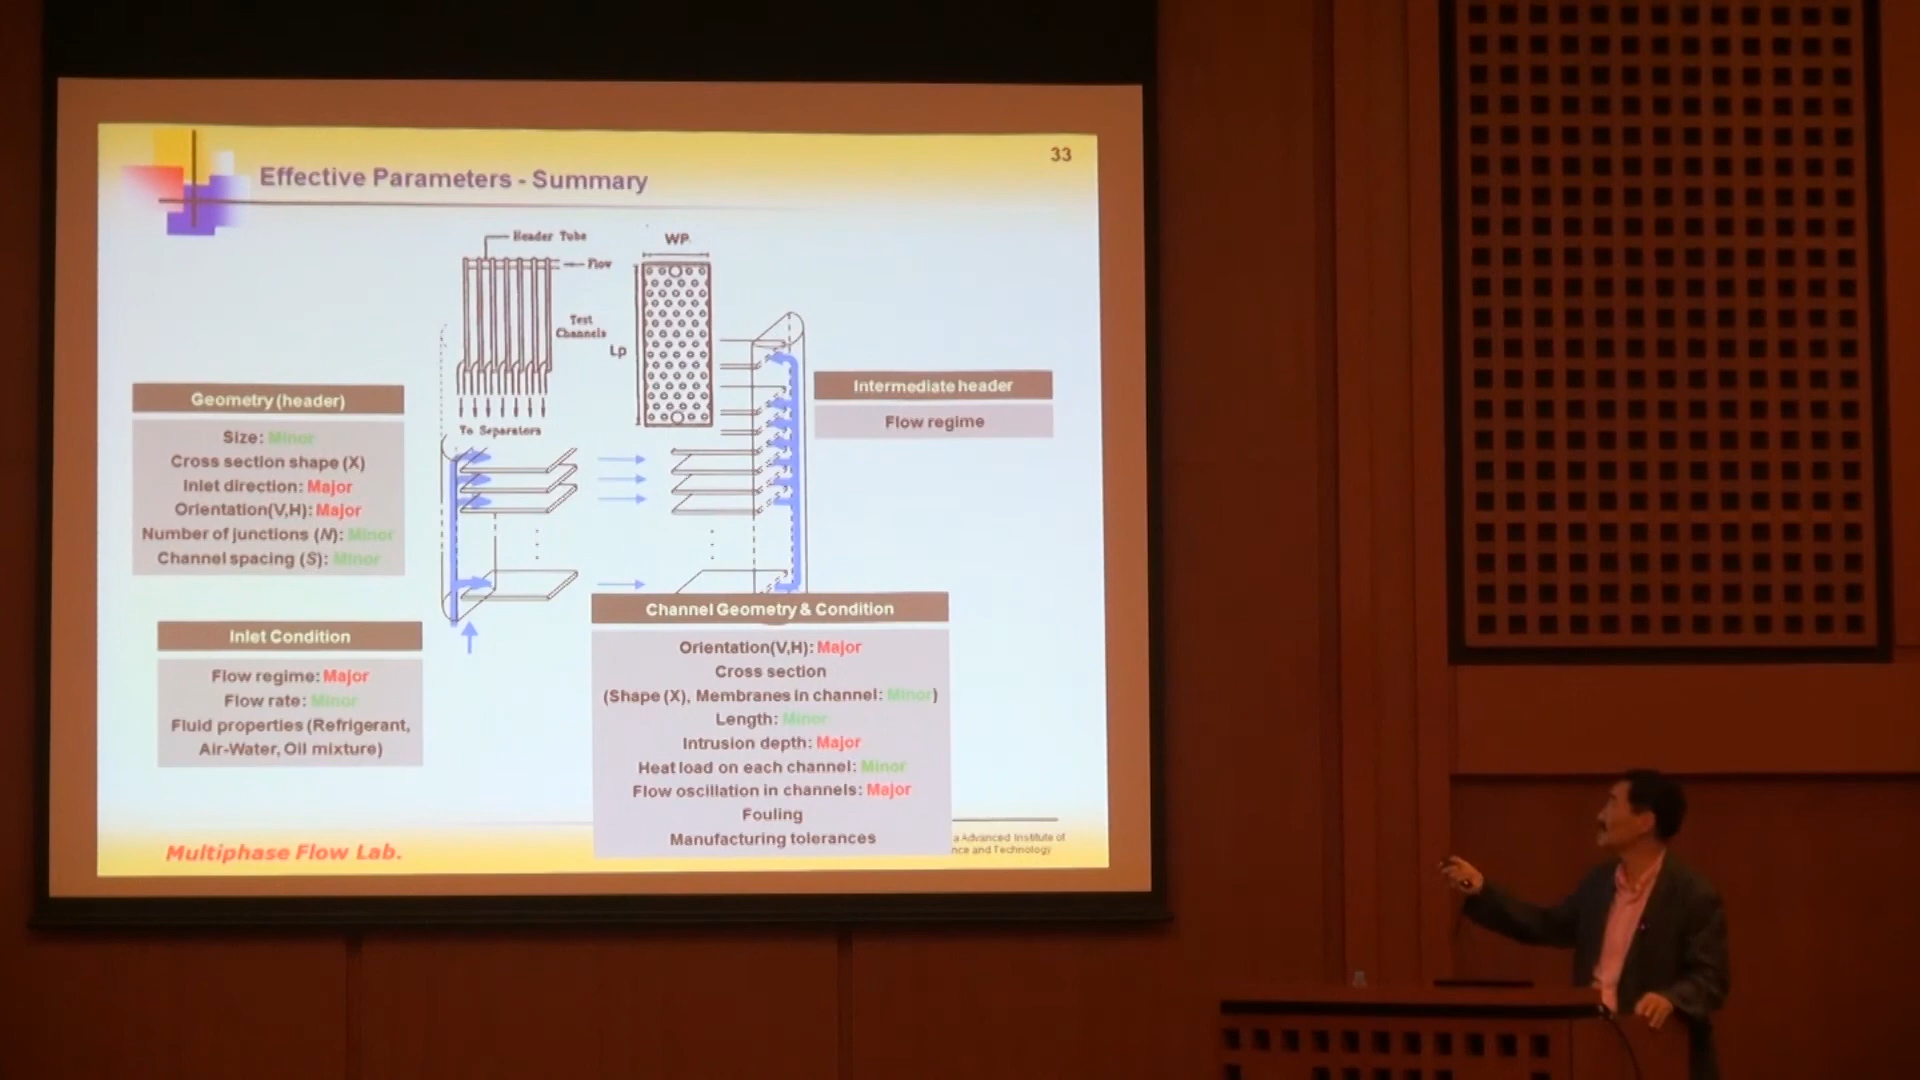 33
Effective Parameters - Summary
Header Tube
Flow
WP
Test
Channels
Lp
To Separators
Geometry (header)
Size: Minor
Cross section shape (X)
Inlet direction: Major
Orientation(V,H): Major
Number of junctions (N): Minor
Channel spacing (S): Minor
Intermediate header
Flow regime
Inlet Condition
Flow regime: Major
Flow rate: Minor
Fluid properties (Refrigerant,
Air-Water, Oil mixture)
Channel Geometry & Condition
Orientation(V,H): Major
Cross section
(Shape (X), Membranes in channel: Minor)
Length: Minor
Intrusion depth: Major
Heat load on each channel: Minor
Flow oscillation in channels: Major
Fouling
Manufacturing tolerances
Multiphase Flow Lab.
a Advanced Institute of
nce and Technology